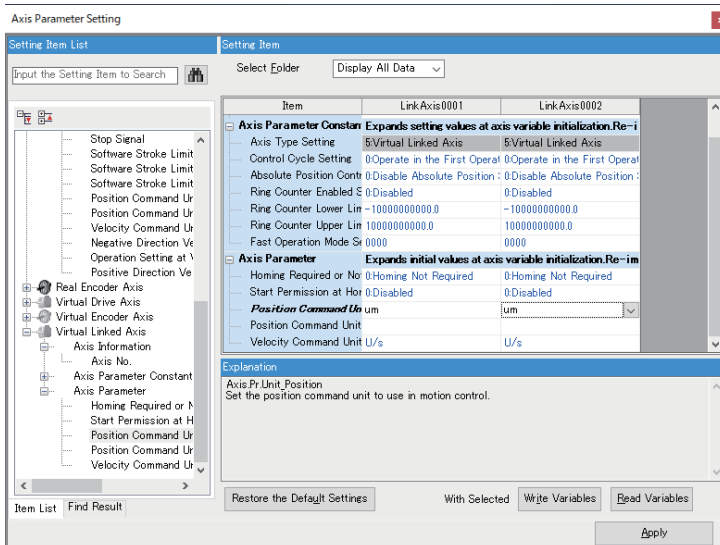 Axis Parameter Setting
Setting Item List
Input the Setting Item to Search
Stop Signal
Software Stroke Limit
Software Stroke Limit
Software Stroke Limit
Position Command Ur
Position Command Ur
Velocity Command Ur
Negative Direction Ve
Operation Setting at
Positive Direction Ve
Real Encoder Axis
Virtual Drive Axis
Virtual Encoder Axis
Virtual Linked Axis
Axis Information
Axis No.
Axis Parameter Constant
Axis Parameter
Homing Required or N
Start Permission at H
Position Command Ur
Position Command Ur
Velocity Command Ur
Item List Find Result
Setting Item
Select Folder Display All Data
Item LinkAxis0001 LinkAxis0002
Axis Parameter Constan Expands setting values at axis variable initialization.Re-i
Axis Type Setting 5:Virtual Linked Axis 5:Virtual Linked Axis
Control Cycle Setting 0:Operate in the First Operat 0:Operate in the First Operat
Absolute Position Contr 0:Disable Absolute Position 0:Disable Absolute Position
Ring Counter Enabled S 0:Disabled 0:Disabled
Ring Counter Lower Lim -10000000000.0 -10000000000.0
Ring Counter Upper Lim 10000000000.0 10000000000.0
Fast Operation Mode Se 0000 0000
Axis Parameter Expands initial values at axis variable initialization.Re-im
Homing Required or No 0:Homing Not Required 0:Homing Not Required
Start Permission at Hor 0:Disabled 0:Disabled
Position Command Un um um
Position Command Unit
Velocity Command Unit U/s U/s
Explanation
Axis.Pr.Unit_Position
Set the position command unit to use in motion control.
Restore the Default Settings With Selected Write Variables Read Variables
Apply